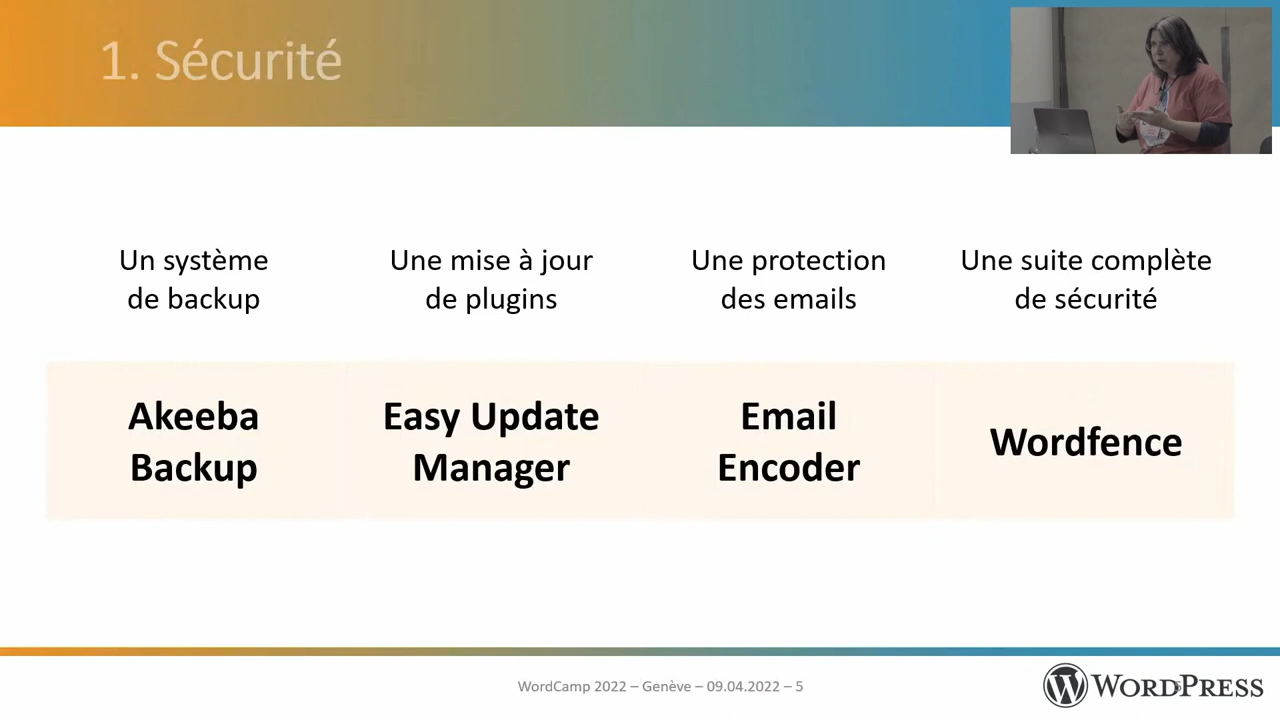 1. Sécurité
Un système
de backup
Une mise à jour
de plugins
Une protection
des emails
Une suite complète
de sécurité
Akeeba
Backup
Easy Update
Manager
Email
Encoder
Wordfence
WordCamp 2022 – Genève – 09.04.2022 – 5
WORDPRESS
5